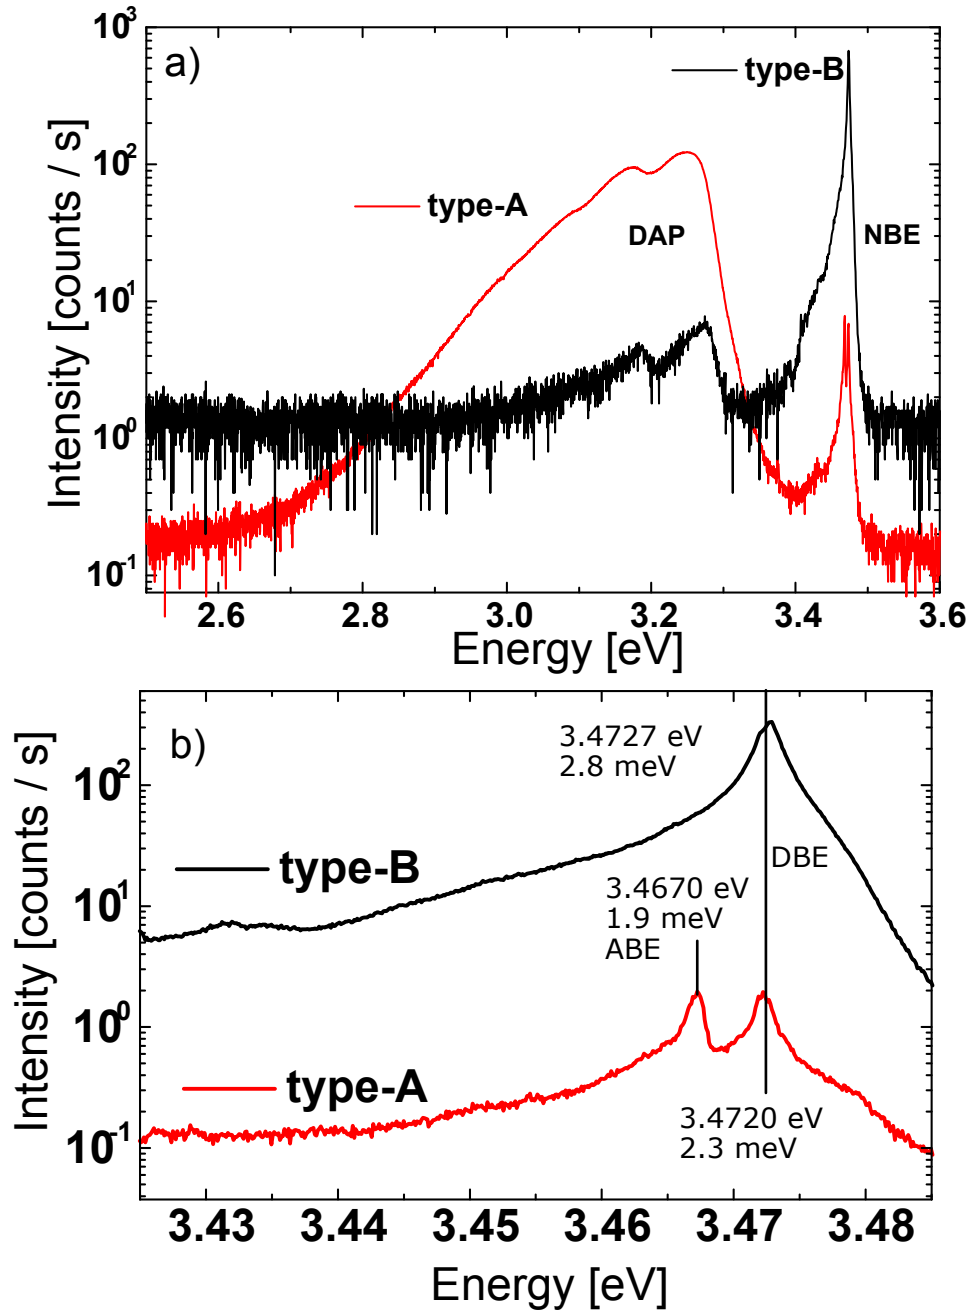 a)
type-B
type-A
DAP
NBE
10³
10²
10¹
10⁰
10⁻¹
Intensity [counts / s]
2.6 2.8 3.0 3.2 3.4 3.6
Energy [eV]
b)
3.4727 eV
2.8 meV
type-B
DBE
3.4670 eV
1.9 meV
ABE
type-A
3.4720 eV
2.3 meV
10²
10¹
10⁰
10⁻¹
Intensity [counts / s]
3.43 3.44 3.45 3.46 3.47 3.48
Energy [eV]